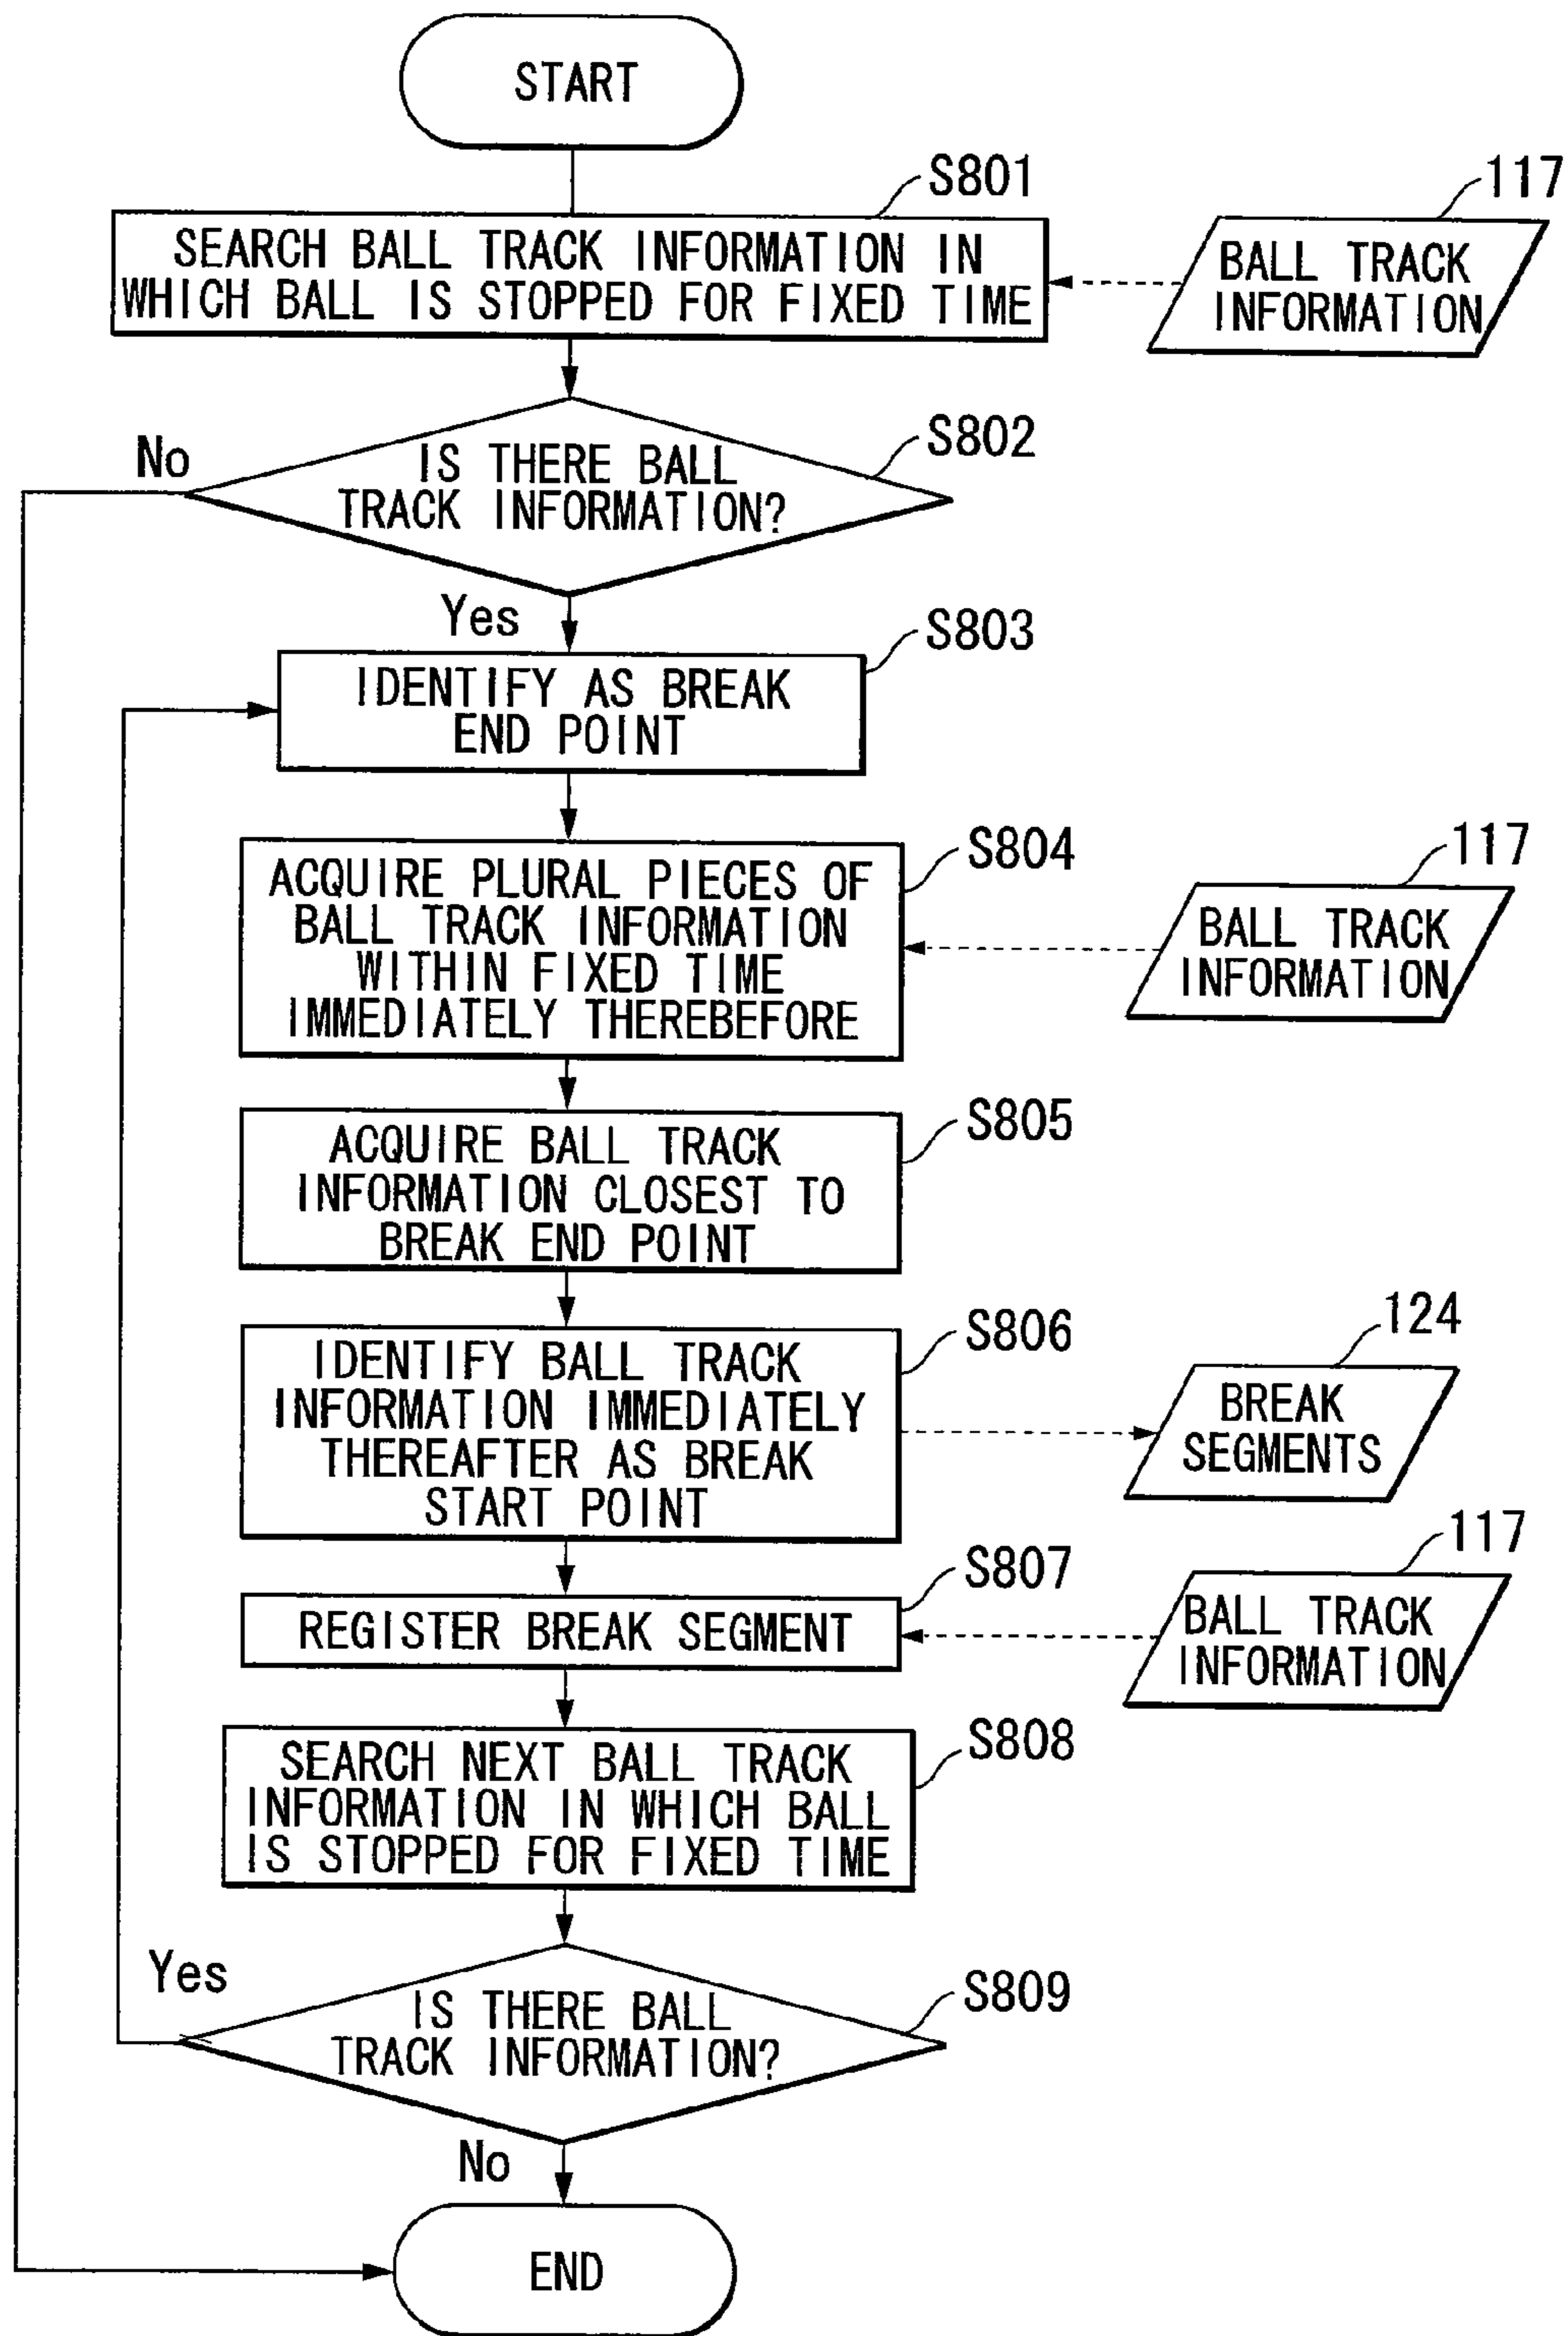 START
S801
117
SEARCH BALL TRACK INFORMATION IN
WHICH BALL IS STOPPED FOR FIXED TIME
BALL TRACK
INFORMATION
S802
No
IS THERE BALL
TRACK INFORMATION?
Yes
S803
IDENTIFY AS BREAK
END POINT
S804
117
ACQUIRE PLURAL PIECES OF
BALL TRACK INFORMATION
WITHIN FIXED TIME
IMMEDIATELY THEREBEFORE
BALL TRACK
INFORMATION
S805
ACQUIRE BALL TRACK
INFORMATION CLOSEST TO
BREAK END POINT
S806
124
IDENTIFY BALL TRACK
INFORMATION IMMEDIATELY
THEREAFTER AS BREAK
START POINT
BREAK
SEGMENTS
S807
117
REGISTER BREAK SEGMENT
BALL TRACK
INFORMATION
S808
SEARCH NEXT BALL TRACK
INFORMATION IN WHICH BALL
IS STOPPED FOR FIXED TIME
Yes
S809
IS THERE BALL
TRACK INFORMATION?
No
END